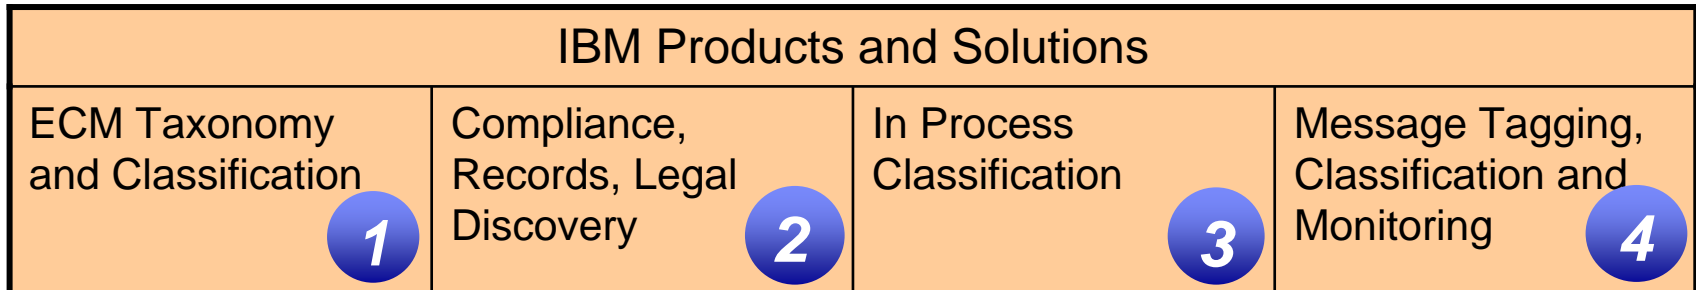 IBM Products and Solutions
ECM Taxonomy
and Classification
1
Compliance,
Records, Legal
Discovery
2
In Process
Classification
3
Message Tagging,
Classification and
Monitoring
4